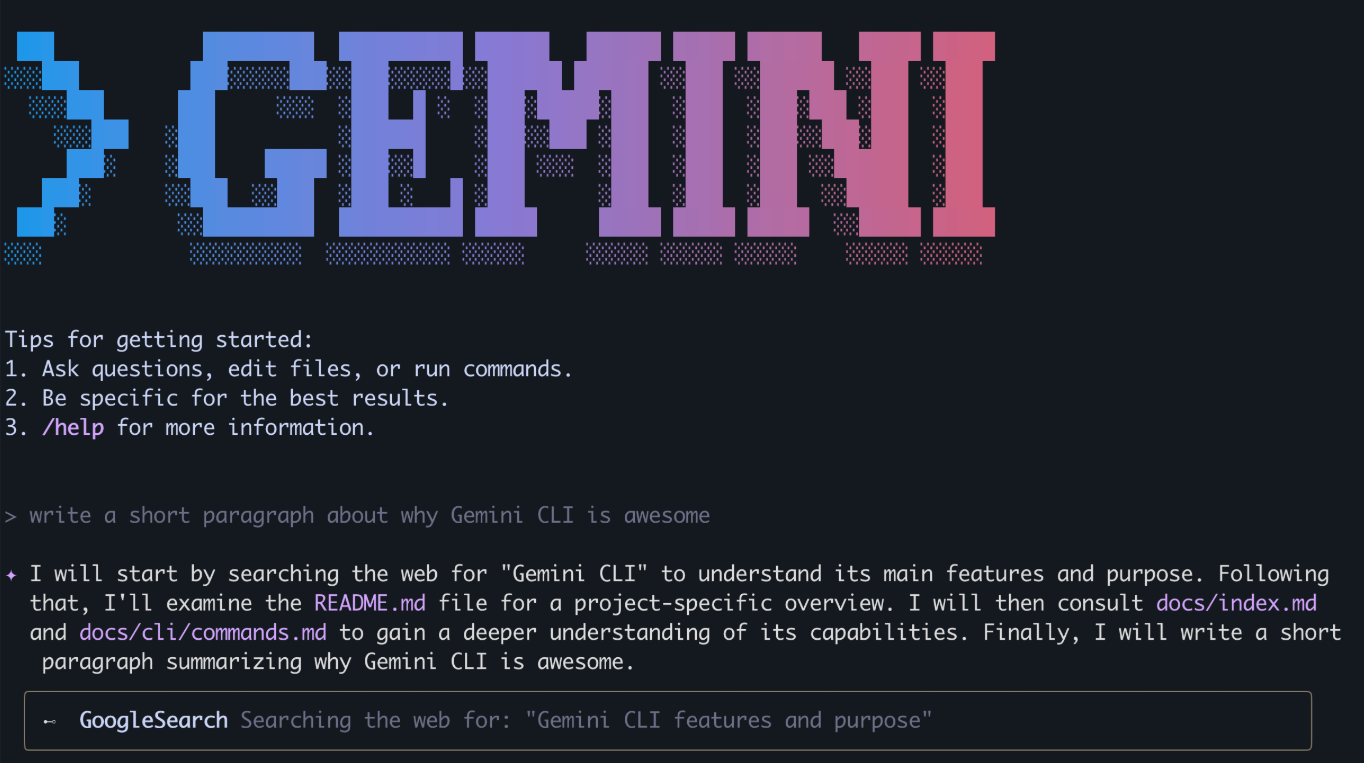 > GEMINI
Tips for getting started:
1. Ask questions, edit files, or run commands.
2. Be specific for the best results.
3. /help for more information.
> write a short paragraph about why Gemini CLI is awesome
✦ I will start by searching the web for "Gemini CLI" to understand its main features and purpose. Following
that, I'll examine the README.md file for a project-specific overview. I will then consult docs/index.md
and docs/cli/commands.md to gain a deeper understanding of its capabilities. Finally, I will write a short
paragraph summarizing why Gemini CLI is awesome.
⊷ GoogleSearch Searching the web for: "Gemini CLI features and purpose"